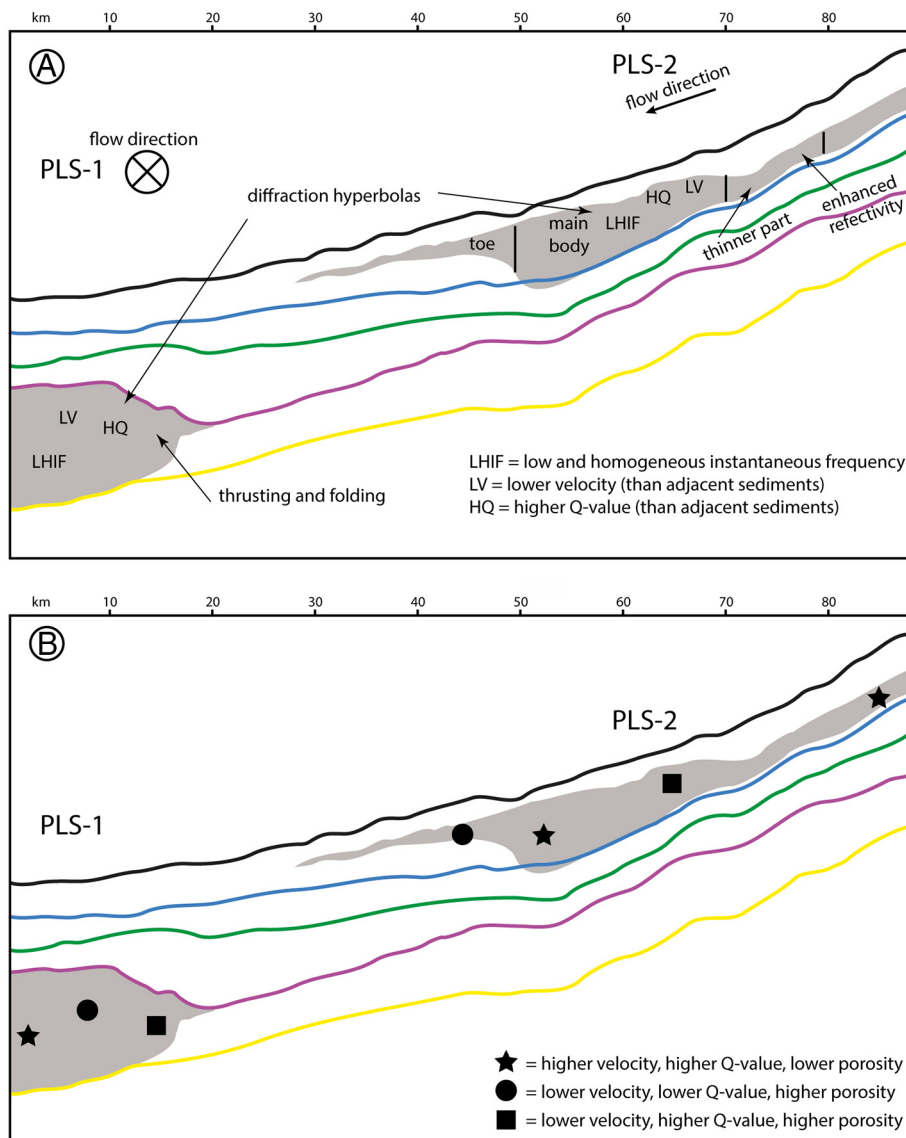 km 10 20 30 40 50 60 70 80
A
PLS-2
flow direction
flow direction
PLS-1
diffraction hyperbolas
LV
HQ
LHIF
main
body
toe
enhanced
refectivity
thinner part
LV
HQ
LHIF
thrusting and folding
LHIF = low and homogeneous instantaneous frequency
LV = lower velocity (than adjacent sediments)
HQ = higher Q-value (than adjacent sediments)
km 10 20 30 40 50 60 70 80
B
PLS-2
PLS-1
= higher velocity, higher Q-value, lower porosity
= lower velocity, lower Q-value, higher porosity
= lower velocity, higher Q-value, higher porosity